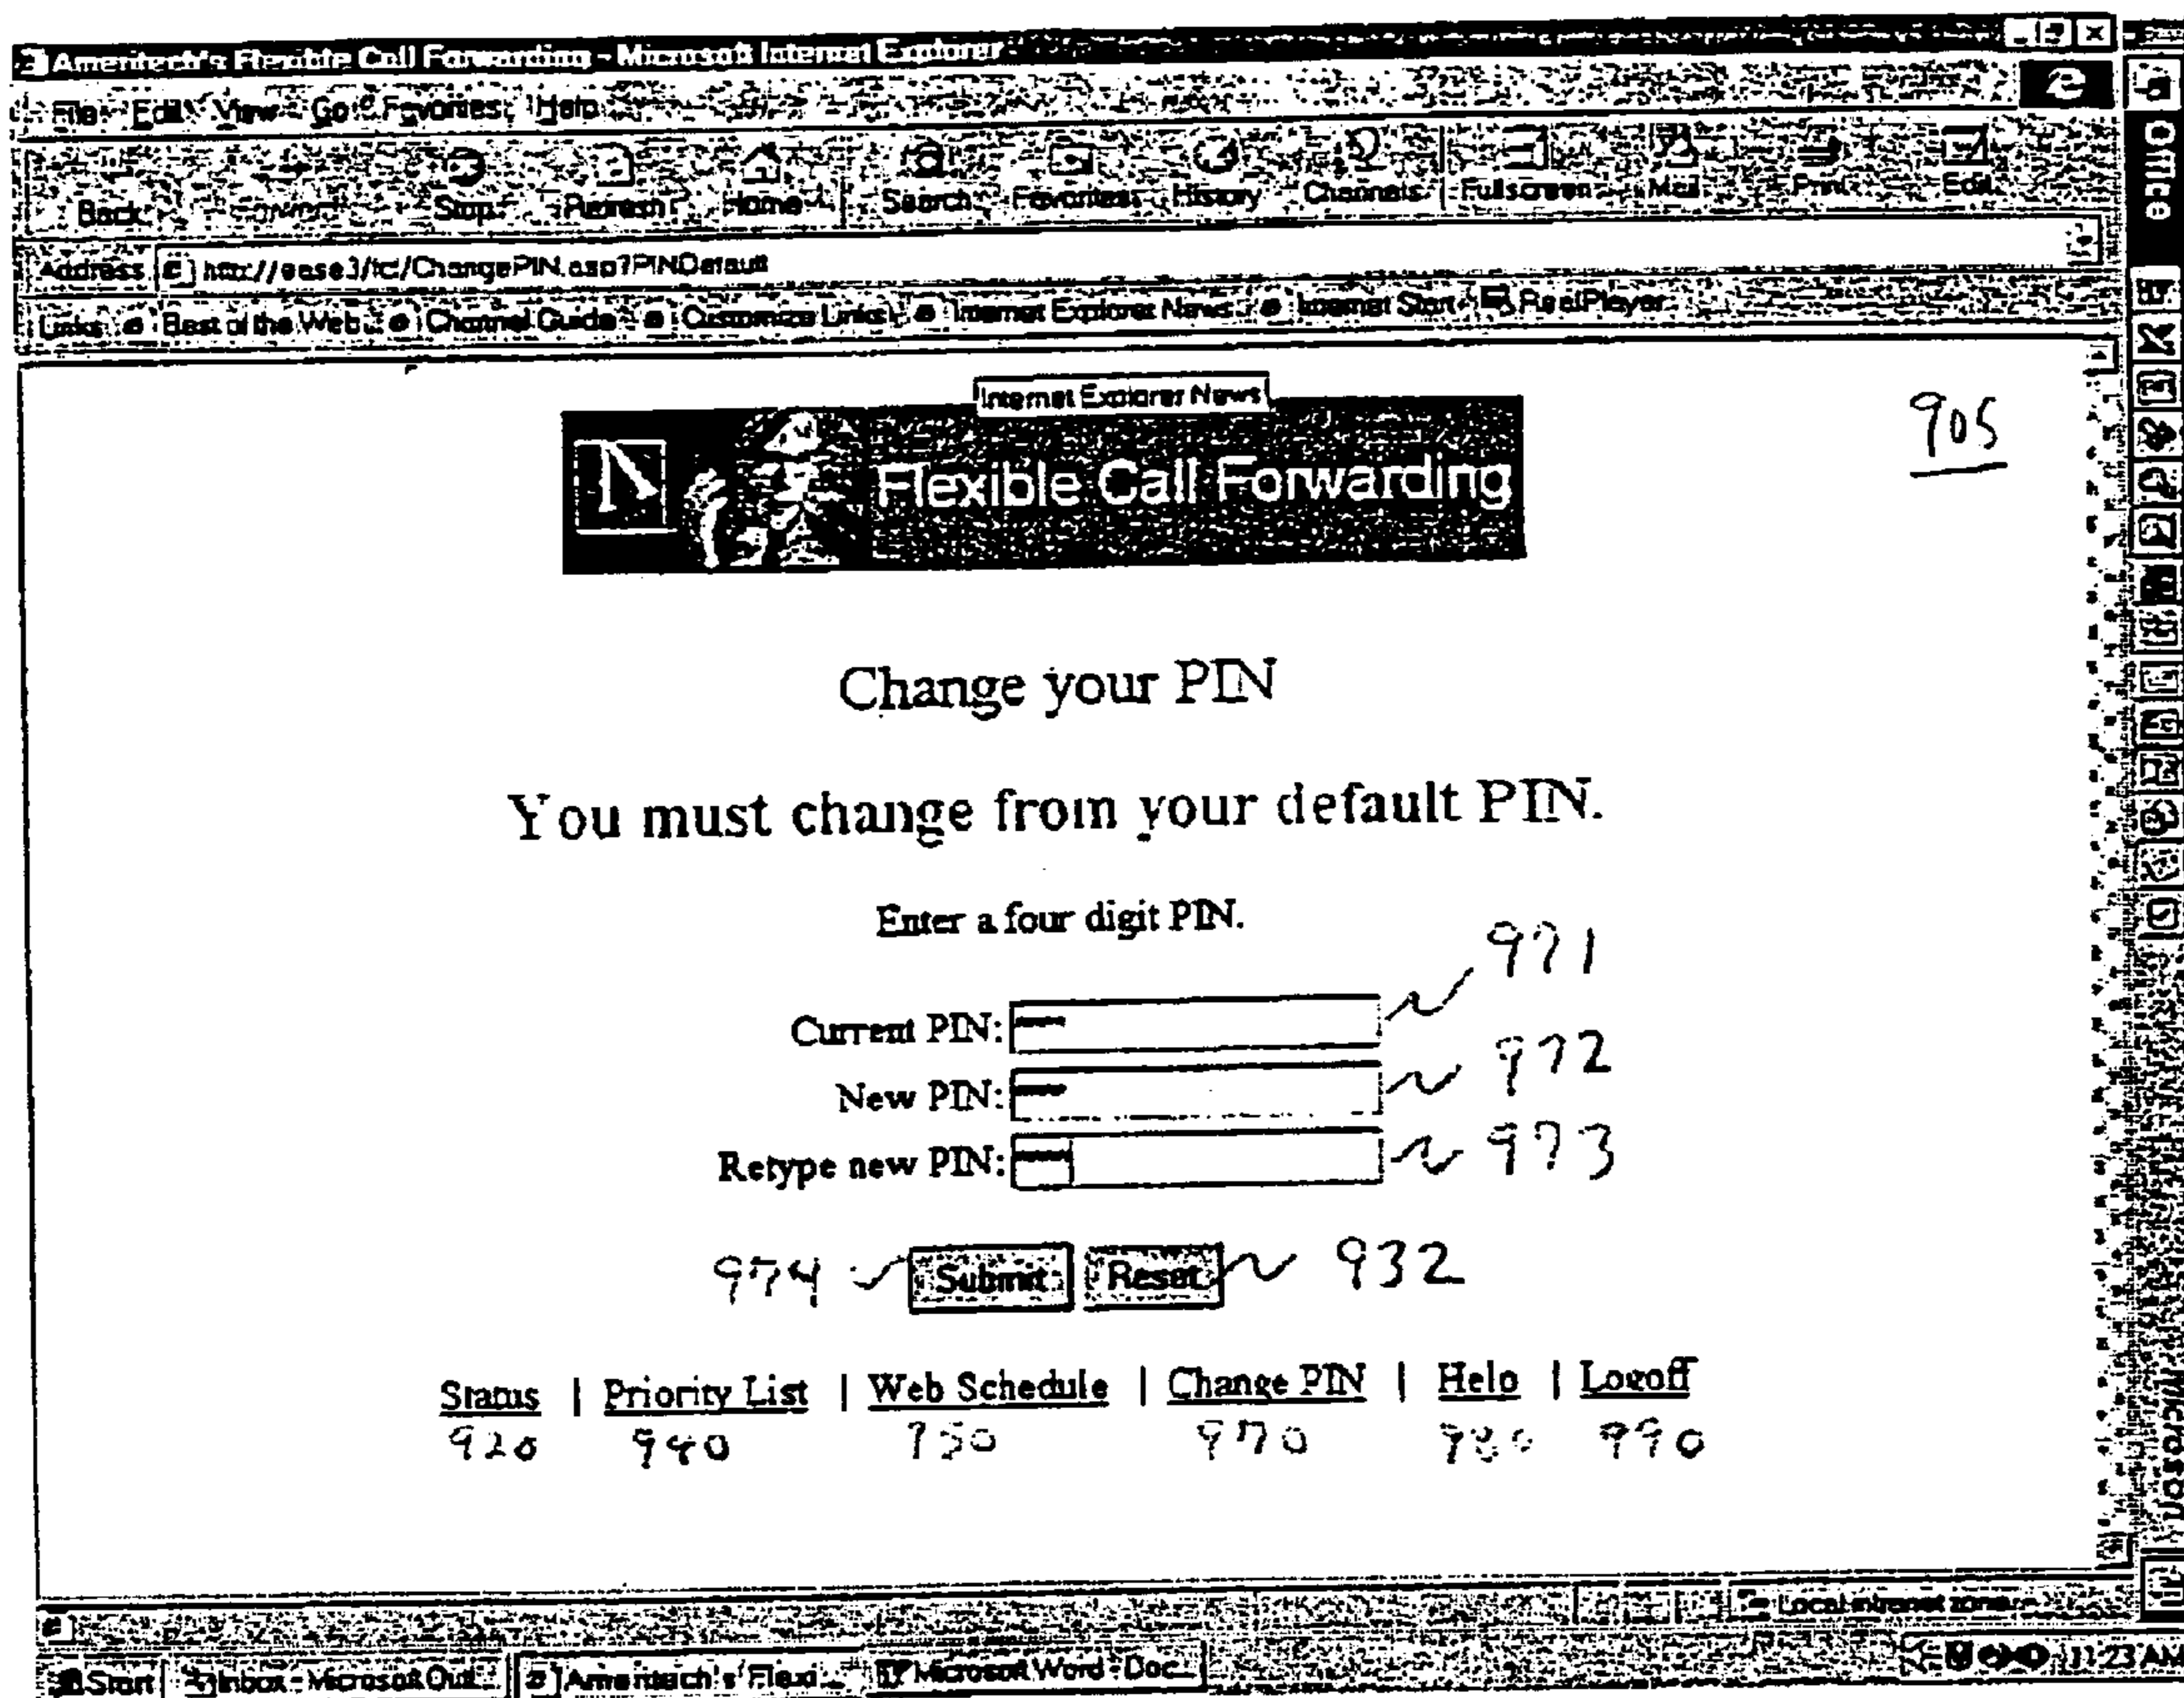 Ameritech's Flexible Call Forwarding - Microsoft Internet Explorer
File Edit View Go Favorites Help
Back Forward Stop Refresh Home Search Favorites History Channels Fullscreen Mail Print Edit
Address http://ease3/fcf/ChangePIN.asp?PINDefault
Links Best of the Web Channel Guide Customize Links Internet Explorer News Internet Start RealPlayer
Internet Explorer News
905
Flexible Call Forwarding
Change your PIN
You must change from your default PIN.
Enter a four digit PIN.
971
Current PIN:
972
New PIN:
Retype new PIN: 973
974 Submit Reset 932
Status | Priority List | Web Schedule | Change PIN | Help | Logoff
920 940 950 970 980 990
Local intranet zone
Start Inbox - Microsoft Out... Ameritech's Flexi... Microsoft Word - Doc... 11:23 AM
Office
Microsoft